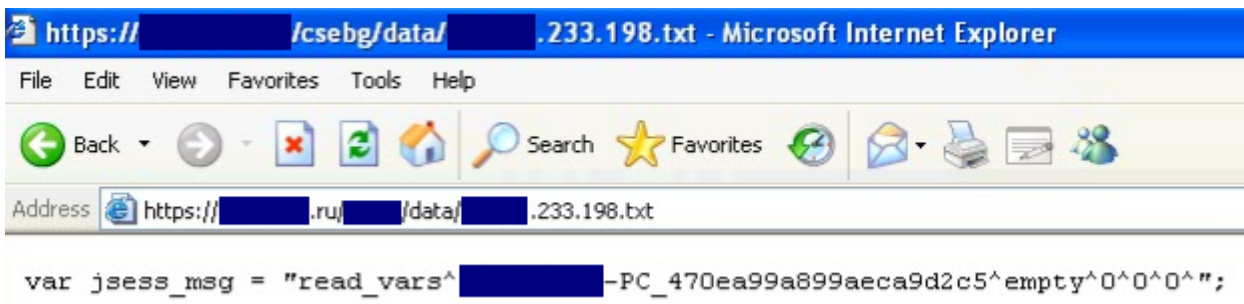 https:// /csebg/data/ .233.198.txt - Microsoft Internet Explorer
File Edit View Favorites Tools Help
Back Search Favorites
Address https:// .ru/ /data/ .233.198.txt
var jsess_msg = "read_vars^ -PC_470ea99a899aeca9d2c5^empty^0^0^0^";